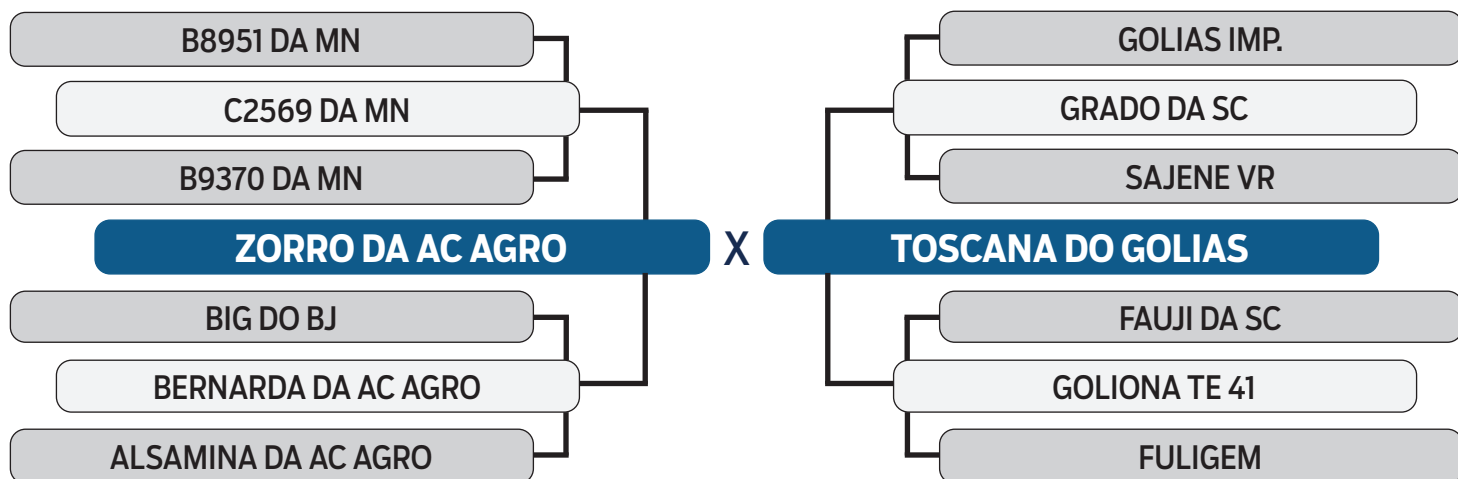 B8951 DA MN
C2569 DA MN
B9370 DA MN
ZORRO DA AC AGRO
BIG DO BJ
BERNARDA DA AC AGRO
ALSAMINA DA AC AGRO
X
GOLIAS IMP.
GRADO DA SC
SAJENE VR
TOSCANA DO GOLIAS
FAUJI DA SC
GOLIONA TE 41
FULIGEM